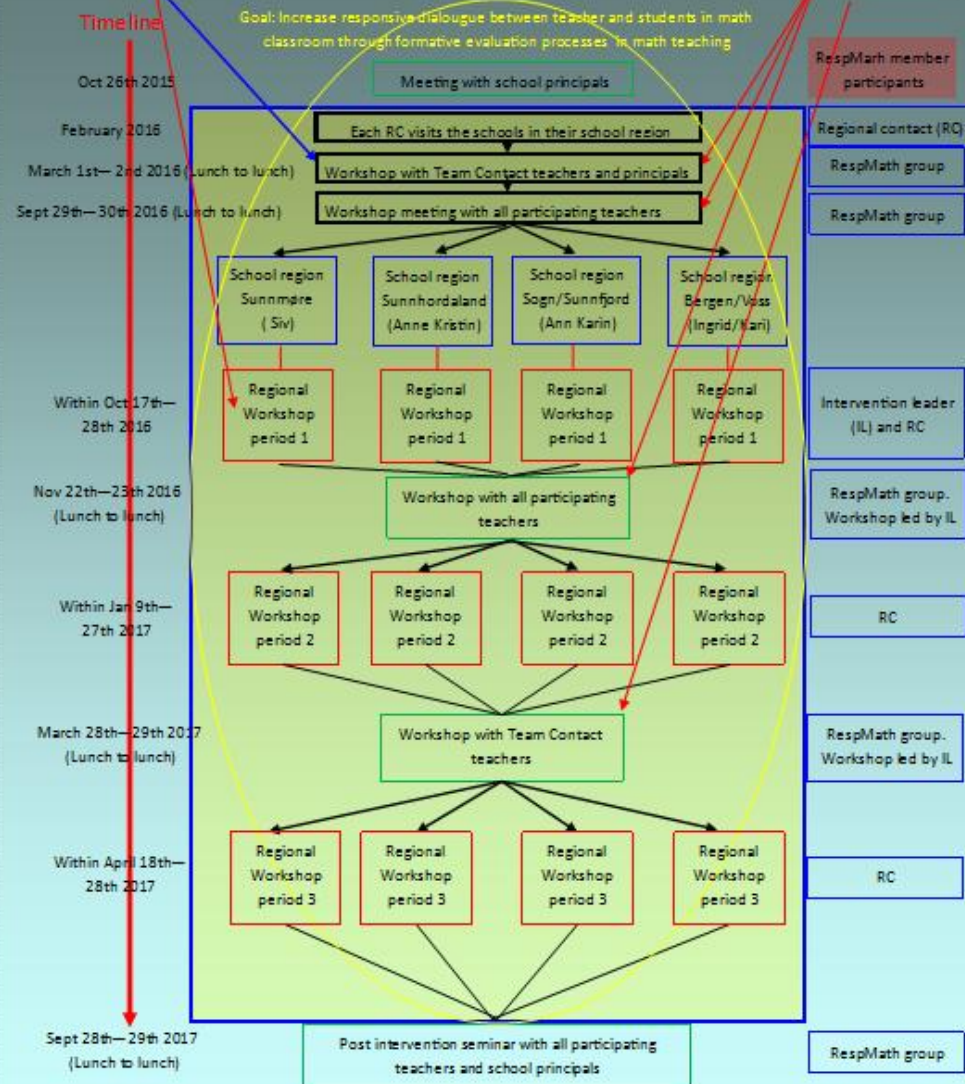 Timeline
Goal: Increase responsive dialougue between teacher and students in math
classroom through formative evaluation processes in math teaching
Oct 26th 2015
Meeting with school principals
RespMarh member
participants
February 2016
Each RC visits the schools in their school region
Regional contact (RC)
March 1st— 2nd 2016 (Lunch to lunch)
Workshop with Team Contact teachers and principals
RespMath group
Sept 29th—30th 2016 (Lunch to lunch)
Workshop meeting with all participating teachers
RespMath group
School region
Sunnmøre
( Siv)
School region
Sunnhordaland
(Anne Kristin)
School region
Sogn/Sunnfjord
(Ann Karin)
School region
Bergen/Voss
(Ingrid/Kari)
Within Oct 17th—
28th 2016
Regional
Workshop
period 1
Regional
Workshop
period 1
Regional
Workshop
period 1
Regional
Workshop
period 1
Intervention leader
(IL) and RC
Nov 22th—23th 2016
(Lunch to lunch)
Workshop with all participating
teachers
RespMath group.
Workshop led by IL
Within Jan 9th—
27th 2017
Regional
Workshop
period 2
Regional
Workshop
period 2
Regional
Workshop
period 2
Regional
Workshop
period 2
RC
March 28th—29th 2017
(Lunch to lunch)
Workshop with Team Contact
teachers
RespMath group.
Workshop led by IL
Within April 18th—
28th 2017
Regional
Workshop
period 3
Regional
Workshop
period 3
Regional
Workshop
period 3
Regional
Workshop
period 3
RC
Sept 28th—29th 2017
(Lunch to lunch)
Post intervention seminar with all participating
teachers and school principals
RespMath group